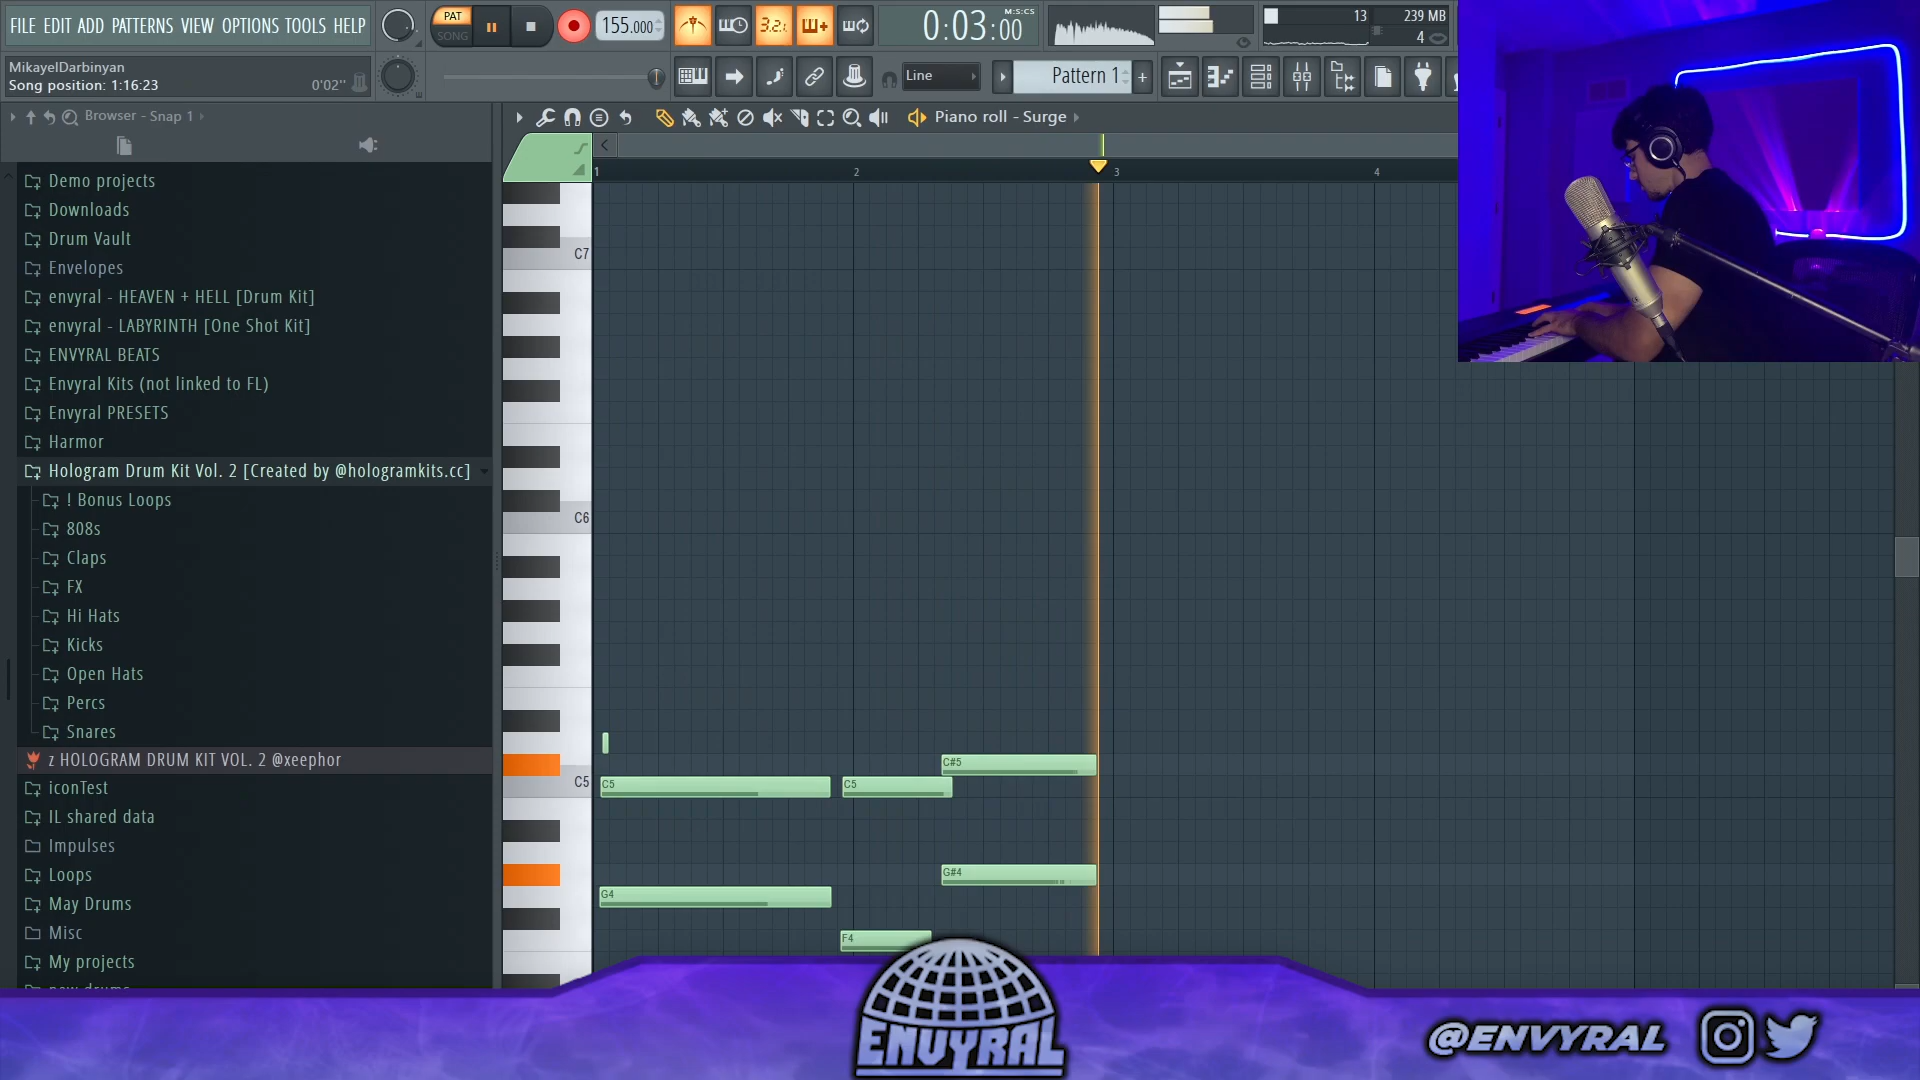 FILE EDIT ADD PATTERNS VIEW OPTIONS TOOLS HELP
PAT
SONG
155.000
3.2.
0:03:00
M:S:CS
13
239 MB
4
MikayelDarbinyan
Song position: 1:16:23
0'02"
Line
Pattern 1
Browser - Snap 1
Piano roll - Surge
1
2
3
4
Demo projects
Downloads
Drum Vault
Envelopes
envyral - HEAVEN + HELL [Drum Kit]
envyral - LABYRINTH [One Shot Kit]
ENVYRAL BEATS
Envyral Kits (not linked to FL)
Envyral PRESETS
Harmor
Hologram Drum Kit Vol. 2 [Created by @hologramkits.cc]
! Bonus Loops
808s
Claps
FX
Hi Hats
Kicks
Open Hats
Percs
Snares
z HOLOGRAM DRUM KIT VOL. 2 @xeephor
iconTest
IL shared data
Impulses
Loops
May Drums
Misc
My projects
new drums
C7
C6
C5
C#5
C5
C5
G#4
G4
F4
ENVYRAL
@ENVYRAL